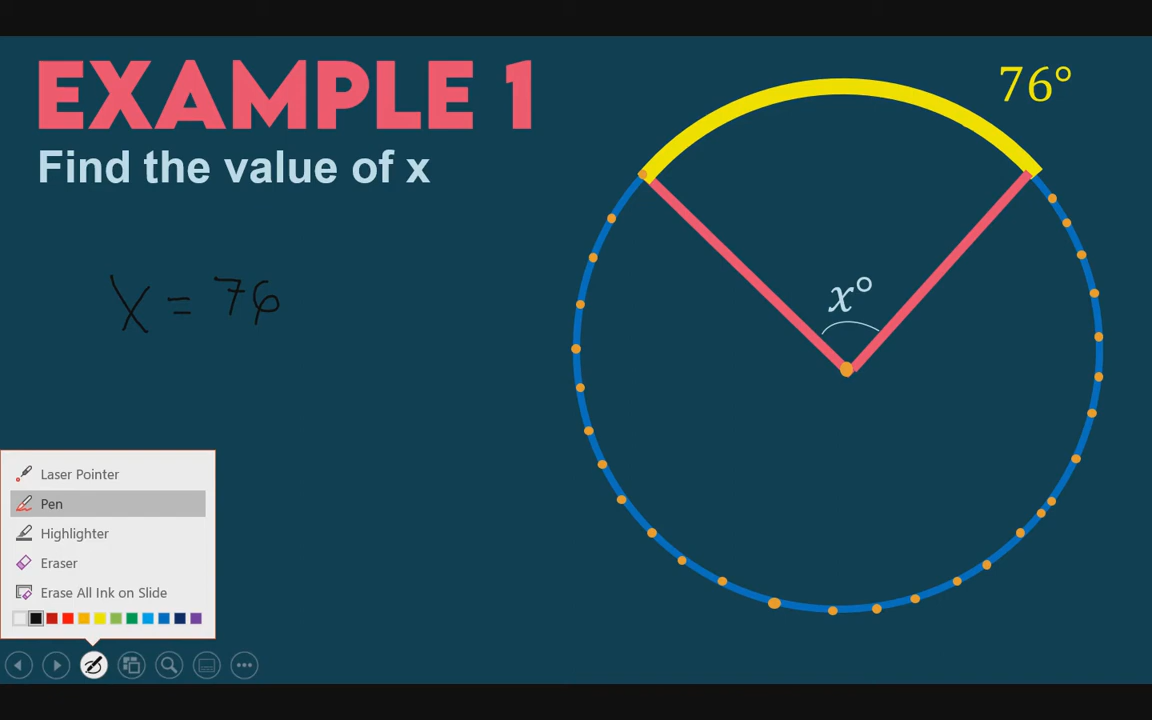 EXAMPLE 1
76°
Find the value of x
x°
X = 76
Laser Pointer
Pen
Highlighter
Eraser
Erase All Ink on Slide